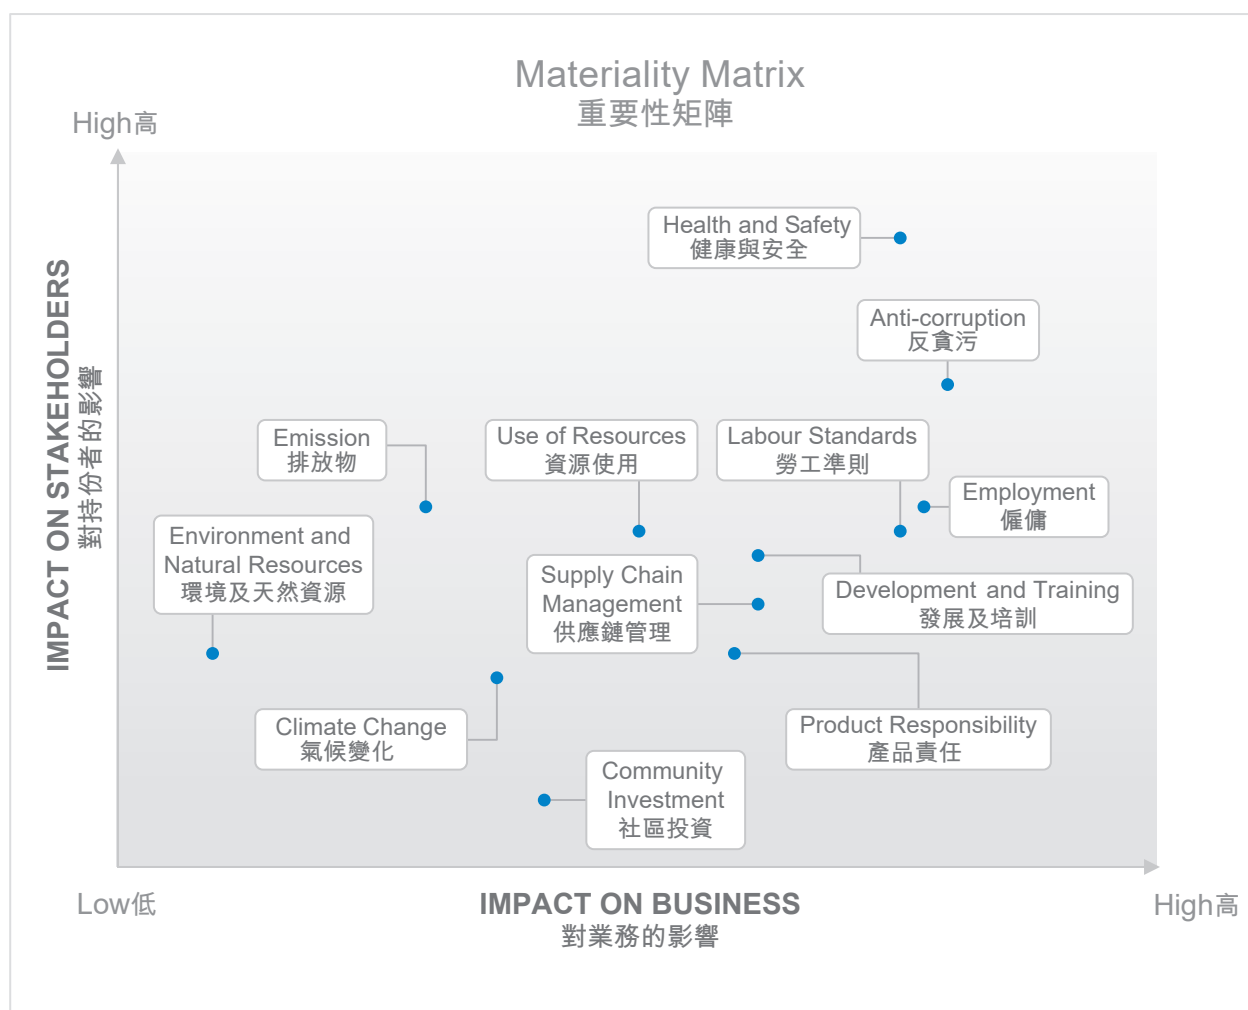 Materiality Matrix
重要性矩陣
High高
IMPACT ON STAKEHOLDERS
對持份者的影響
Health and Safety
健康與安全
Anti-corruption
反貪污
Emission
排放物
Use of Resources
資源使用
Labour Standards
勞工準則
Employment
僱傭
Environment and
Natural Resources
環境及天然資源
Supply Chain
Management
供應鏈管理
Development and Training
發展及培訓
Climate Change
氣候變化
Product Responsibility
產品責任
Community
Investment
社區投資
Low低
IMPACT ON BUSINESS
對業務的影響
High高